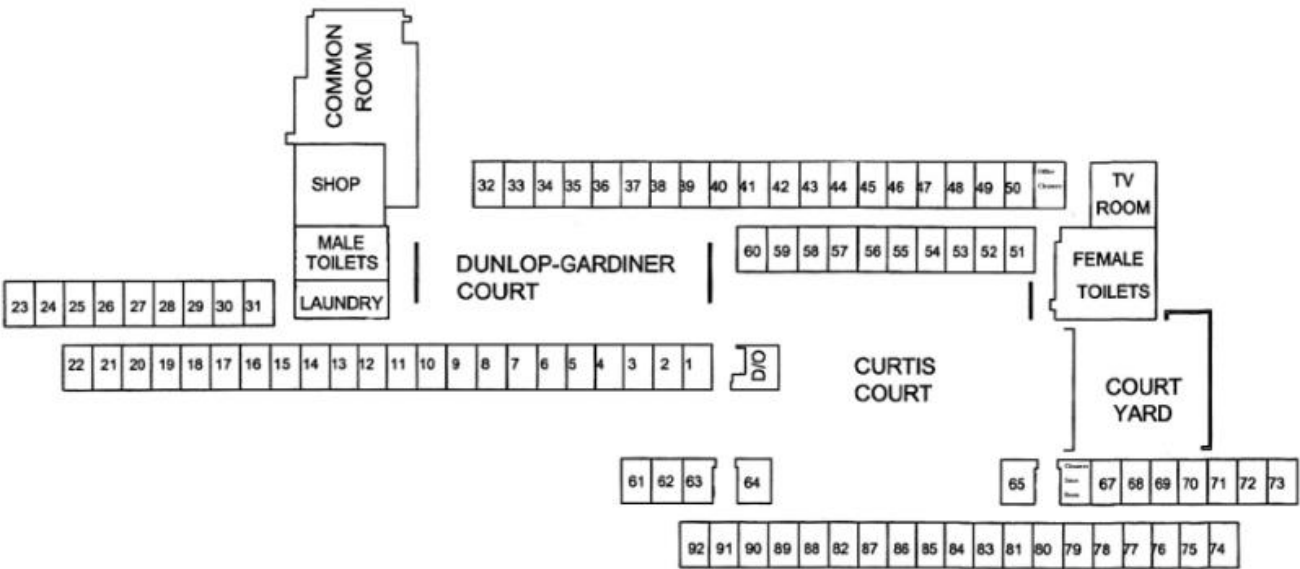 COMMON
ROOM
SHOP
32 33 34 35 36 37 38 39 40 41 42 43 44 45 46 47 48 49 50
TV
ROOM
MALE
TOILETS
DUNLOP-GARDINER
COURT
60 59 58 57 56 55 54 53 52 51
FEMALE
TOILETS
LAUNDRY
23 24 25 26 27 28 29 30 31
22 21 20 19 18 17 16 15 14 13 12 11 10 9 8 7 6 5 4 3 2 1
D/O
CURTIS
COURT
COURT
YARD
61 62 63 64 65
67 68 69 70 71 72 73
92 91 90 89 88 82 87 86 85 84 83 81 80 79 78 77 76 75 74